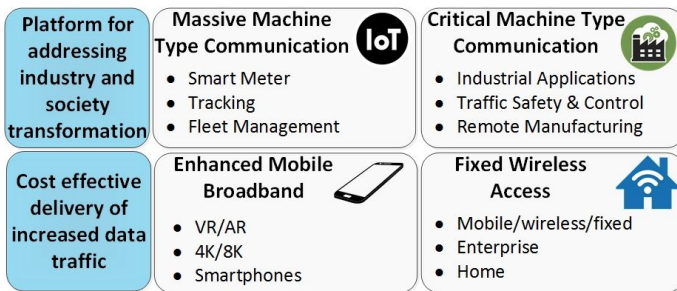 Platform for
addressing
industry and
society
transformation
Massive Machine
Type Communication
IoT
• Smart Meter
• Tracking
• Fleet Management
Critical Machine Type
Communication
• Industrial Applications
• Traffic Safety & Control
• Remote Manufacturing
Cost effective
delivery of
increased data
traffic
Enhanced Mobile
Broadband
• VR/AR
• 4K/8K
• Smartphones
Fixed Wireless
Access
• Mobile/wireless/fixed
• Enterprise
• Home